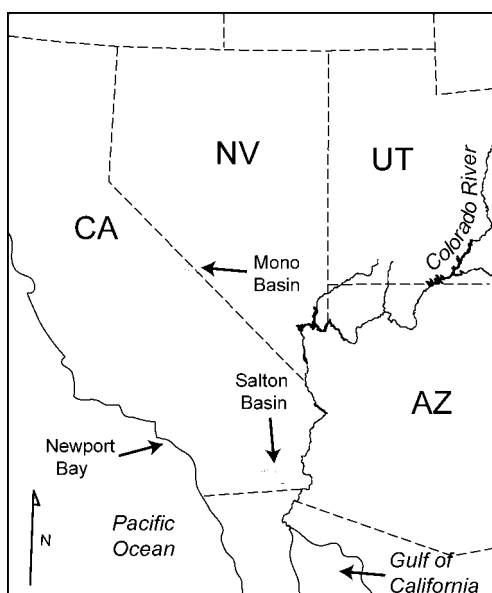 NV
UT
Colorado River
CA
Mono
Basin
Salton
Basin
AZ
Newport
Bay
Pacific
Ocean
N
Gulf of
California